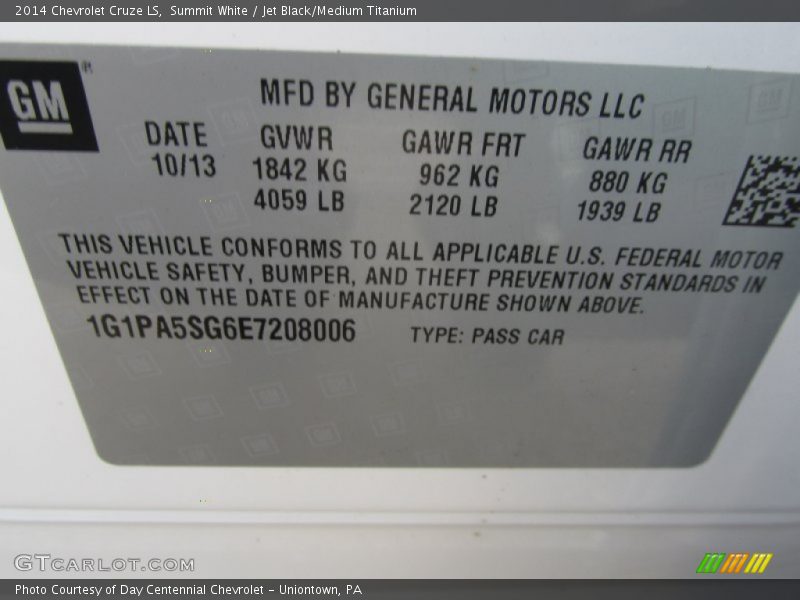 2014 Chevrolet Cruze LS,  Summit White / Jet Black/Medium Titanium
GM®
MFD BY GENERAL MOTORS LLC
DATE GVWR GAWR FRT GAWR RR
10/13 1842 KG 962 KG 880 KG
4059 LB 2120 LB 1939 LB
THIS VEHICLE CONFORMS TO ALL APPLICABLE U.S. FEDERAL MOTOR
VEHICLE SAFETY, BUMPER, AND THEFT PREVENTION STANDARDS IN
EFFECT ON THE DATE OF MANUFACTURE SHOWN ABOVE.
1G1PA5SG6E7208006 TYPE: PASS CAR
GTCARLOT.COM
Photo Courtesy of Day Centennial Chevrolet - Uniontown, PA